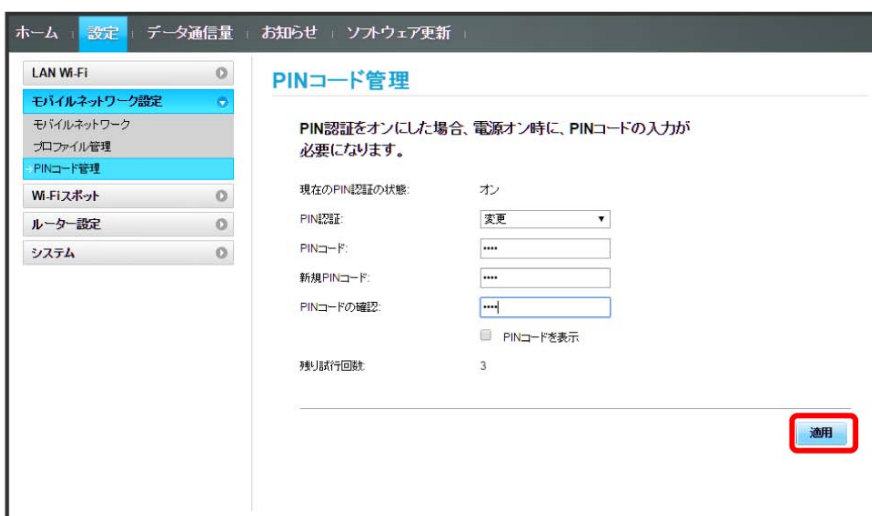 ホーム 設定 データ通信量 お知らせ ソフトウェア更新
LAN Wi-Fi
モバイルネットワーク設定
モバイルネットワーク
プロファイル管理
PINコード管理
Wi-Fiスポット
ルーター設定
システム
PINコード管理
PIN認証をオンにした場合、電源オン時に、PINコードの入力が
必要になります。
現在のPIN認証の状態: オン
PIN認証: 変更
PINコード: ••••
新規PINコード: ••••
PINコードの確認: ••••
PINコードを表示
残り試行回数: 3
適用